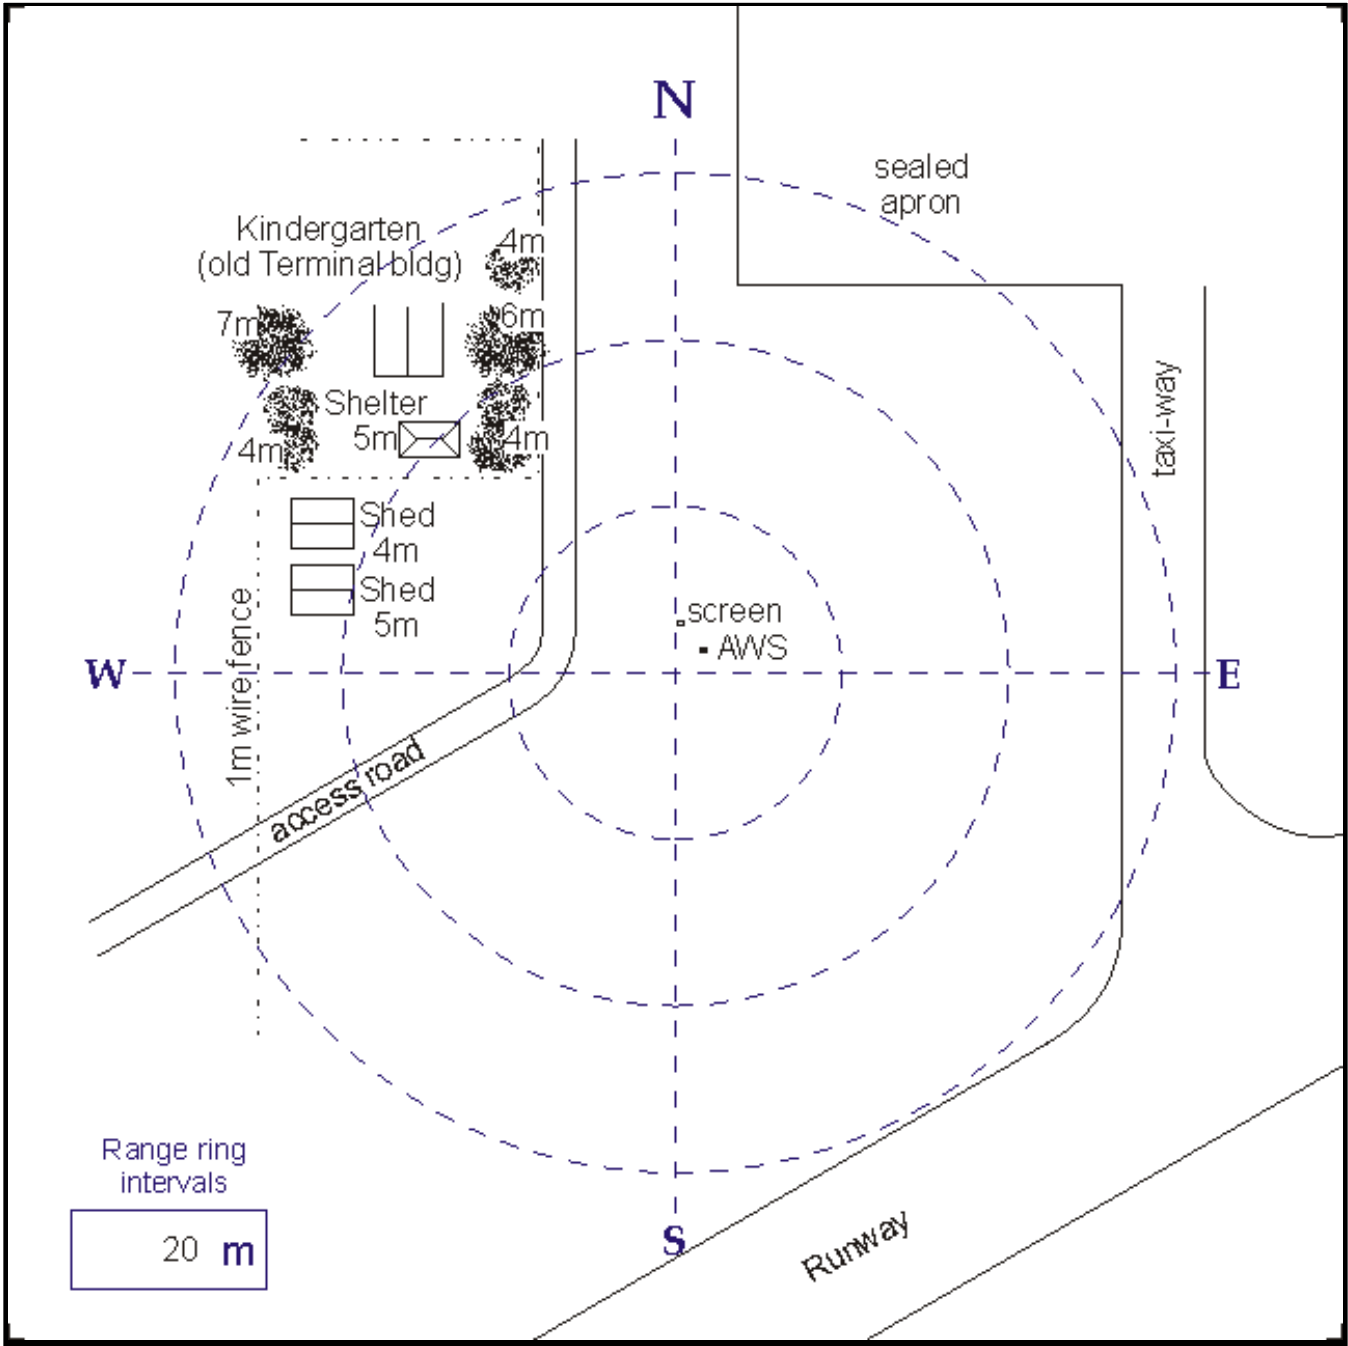 N
sealed
apron
Kindergarten
(old Terminal bldg)
4m
7m
6m
Shelter
5m
4m
4m
taxi-way
Shed
4m
Shed
5m
1m wire fence
screen
AWS
W
E
access road
Range ring
intervals
20 m
S
Runway